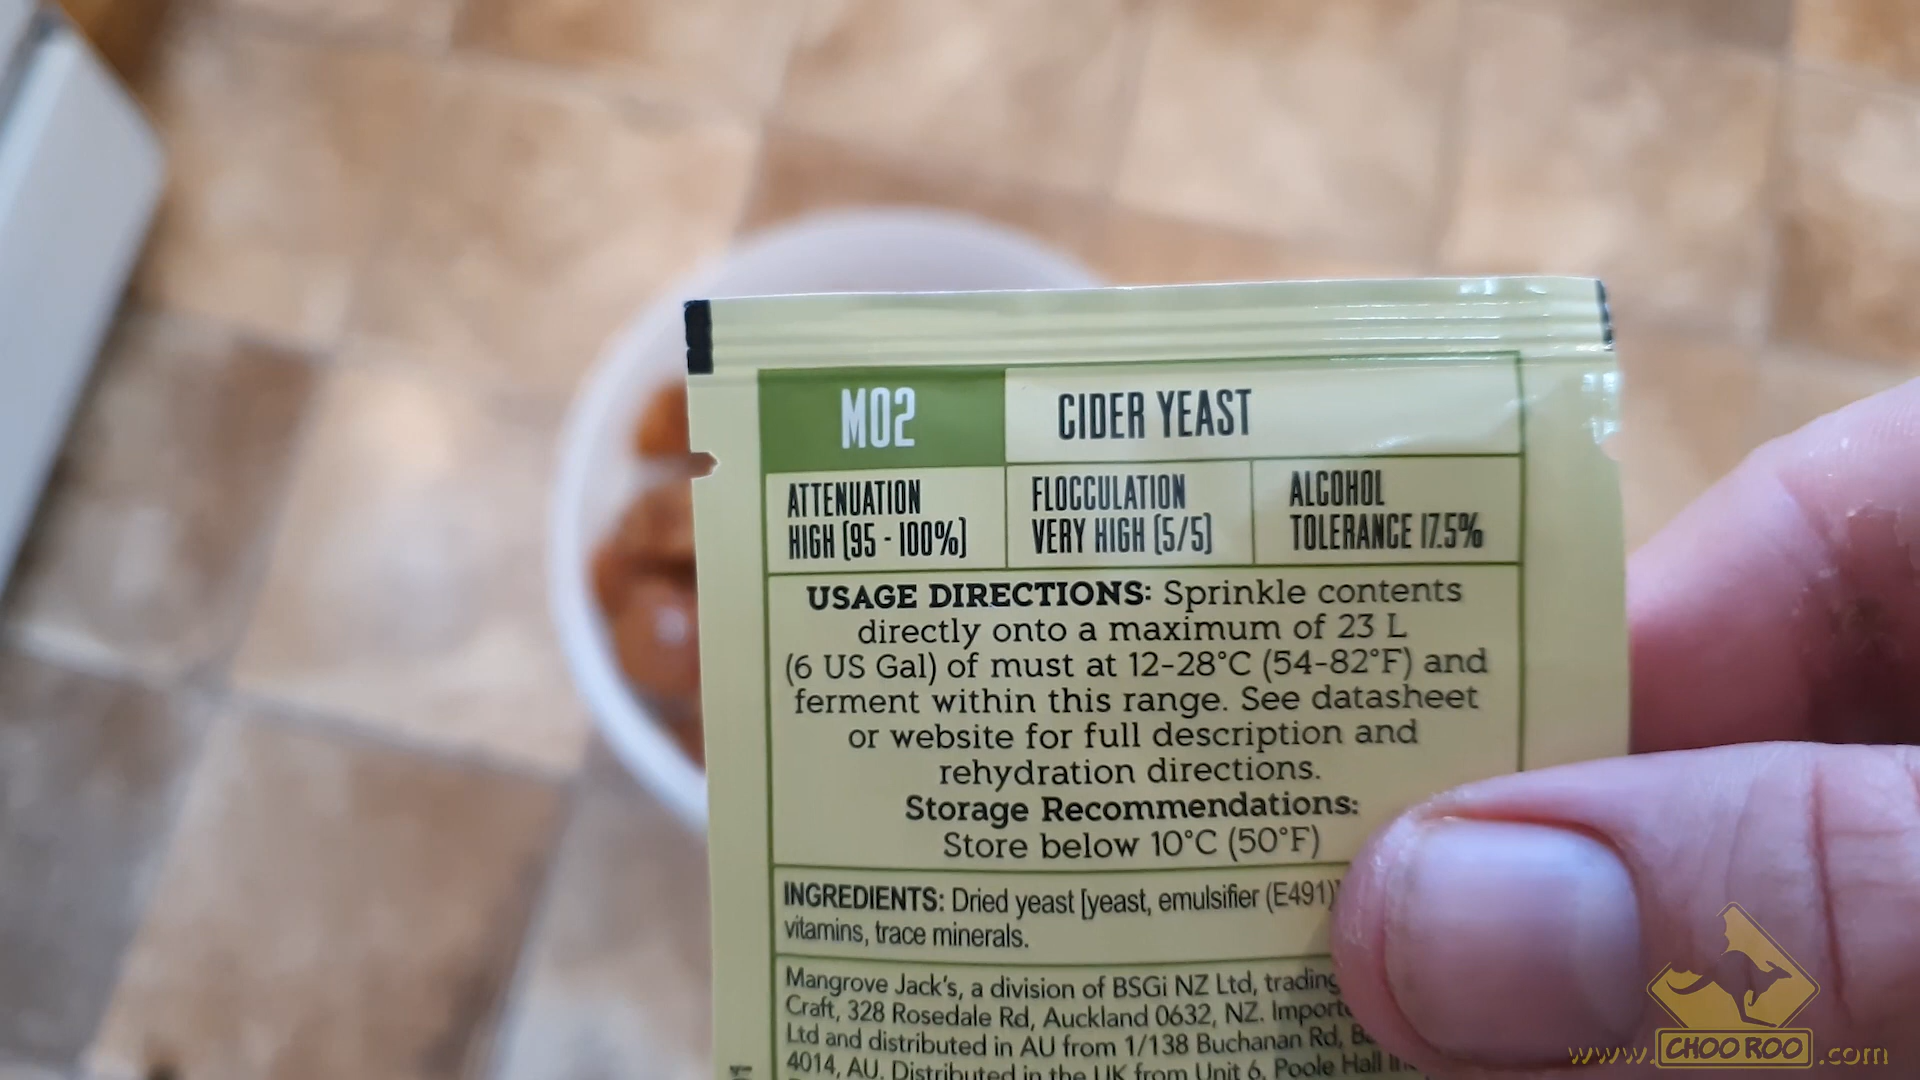 M02
CIDER YEAST
ATTENUATION
HIGH (95 - 100%)
FLOCCULATION
VERY HIGH (5/5)
ALCOHOL
TOLERANCE 17.5%
USAGE DIRECTIONS: Sprinkle contents
directly onto a maximum of 23 L
(6 US Gal) of must at 12-28°C (54-82°F) and
ferment within this range. See datasheet
or website for full description and
rehydration directions.
Storage Recommendations:
Store below 10°C (50°F)
INGREDIENTS: Dried yeast [yeast, emulsifier (E491)
vitamins, trace minerals.
Mangrove Jack's, a division of BSGi NZ Ltd, trading
Craft, 328 Rosedale Rd, Auckland 0632, NZ.
Ltd and distributed in AU from 1/138 Buchanan Rd,
4014, AU. Distributed in the UK from Unit 6, Poole Hall
www.CHOO ROO.com